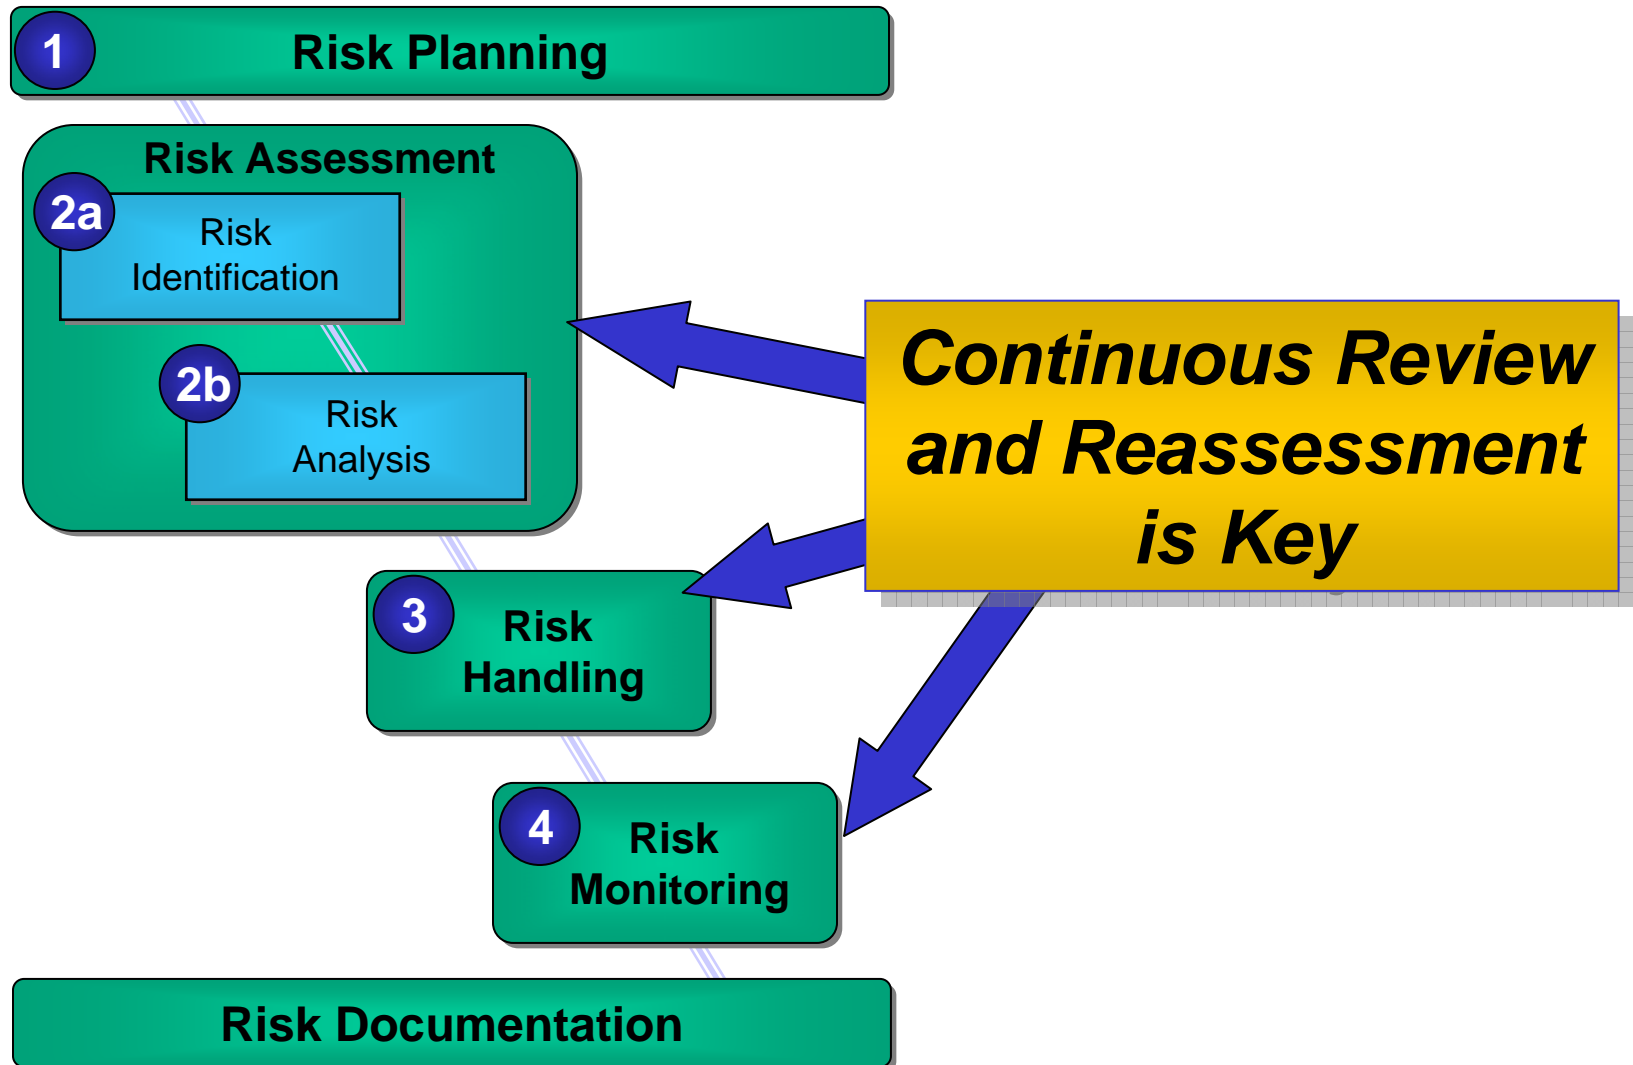 1
Risk Planning
Risk Assessment
2a
Risk
Identification
2b
Risk
Analysis
Continuous Review
and Reassessment
is Key
3
Risk
Handling
4
Risk
Monitoring
Risk Documentation